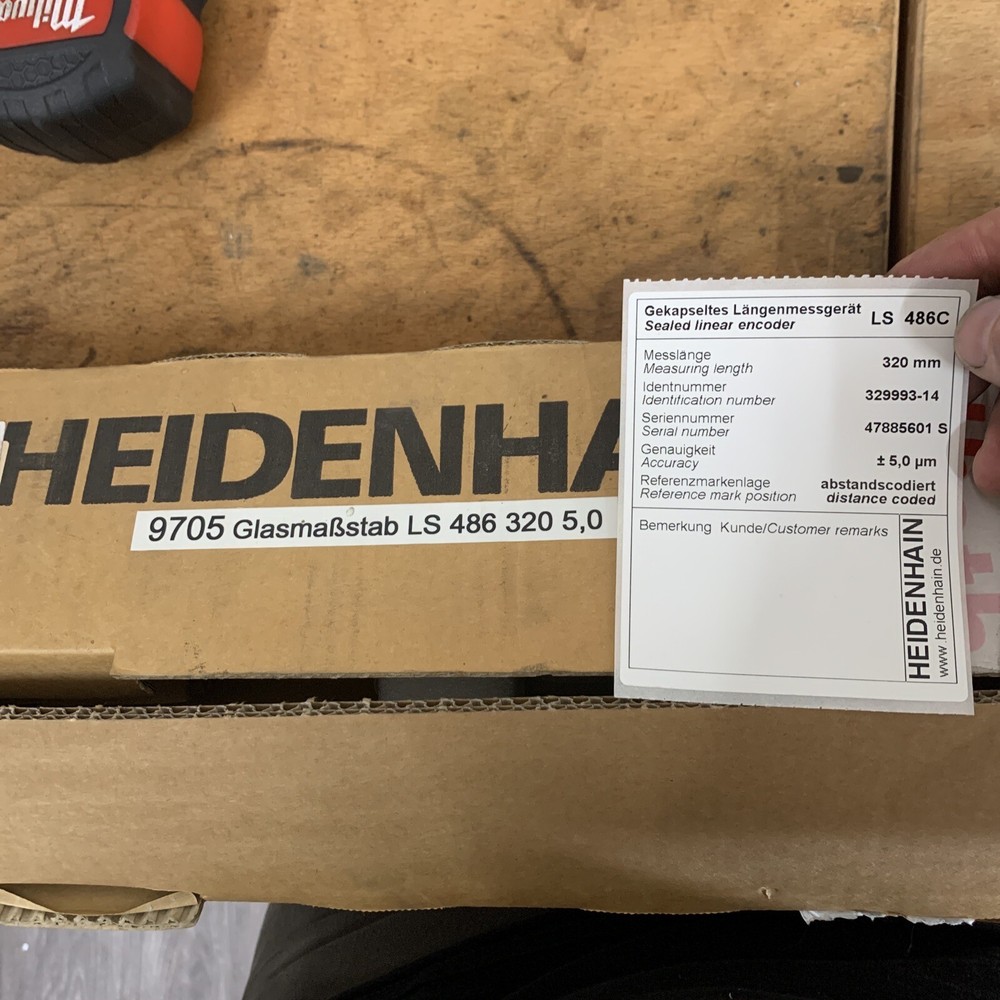 HEIDENHA
9705 Glasmaßstab LS 486 320 5,0
Gekapseltes Längenmessgerät
Sealed linear encoder
LS 486C
Messlänge
Measuring length
320 mm
Identnummer
Identification number
329993-14
Seriennummer
Serial number
47885601 S
Genauigkeit
Accuracy
± 5,0 µm
Referenzmarkenlage
Reference mark position
abstandscodiert
distance coded
Bemerkung Kunde/Customer remarks
HEIDENHAIN
www.heidenhain.de